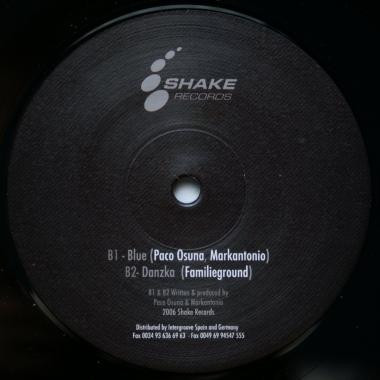 SHAKE
RECORDS
B1 - Blue (Paco Osuna, Markantonio)
B2- Danzka (Familieground)
B1 & B2 Written & produced by
Paco Osuna & Markantonio
2006 Shake Records
Distributed by Intergroove Spain and Germany
Fax 0034 93 636 69 63 - Fax 0049 69 94547 555